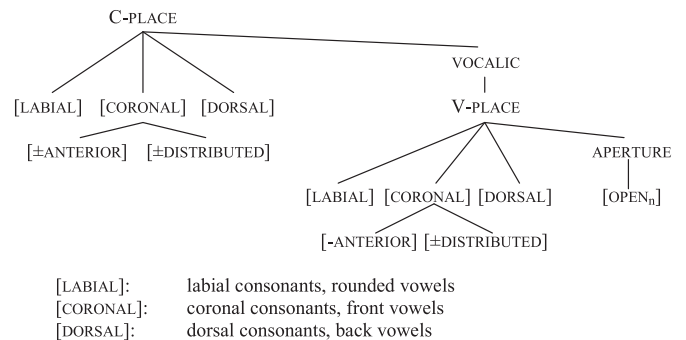 C-PLACE
VOCALIC
[LABIAL] [CORONAL] [DORSAL] V-PLACE
[±ANTERIOR] [±DISTRIBUTED] APERTURE
[LABIAL] [CORONAL] [DORSAL] [OPENn]
[-ANTERIOR] [±DISTRIBUTED]
[LABIAL]: labial consonants, rounded vowels
[CORONAL]: coronal consonants, front vowels
[DORSAL]: dorsal consonants, back vowels